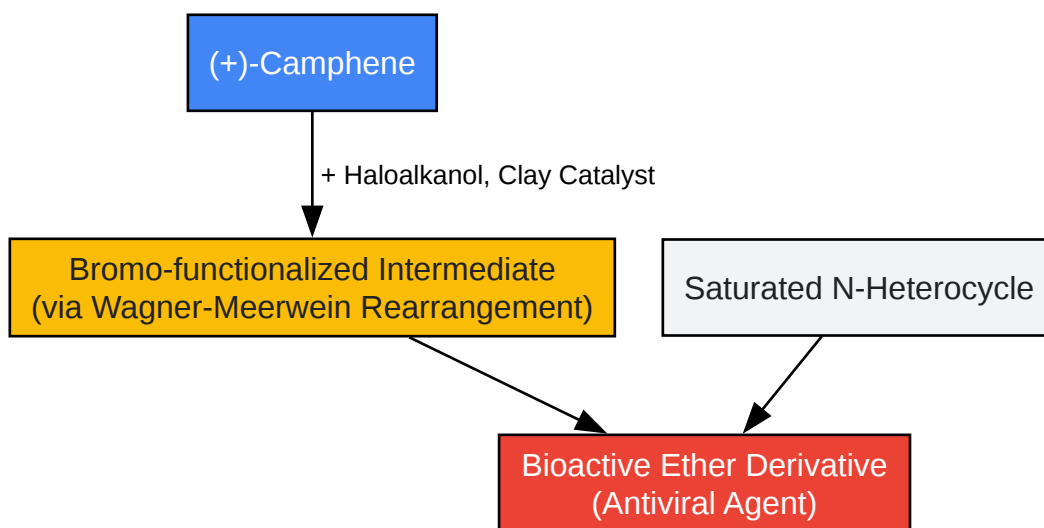 (+)-Camphene
+ Haloalkanol, Clay Catalyst
Bromo-functionalized Intermediate
(via Wagner-Meerwein Rearrangement)
Saturated N-Heterocycle
Bioactive Ether Derivative
(Antiviral Agent)